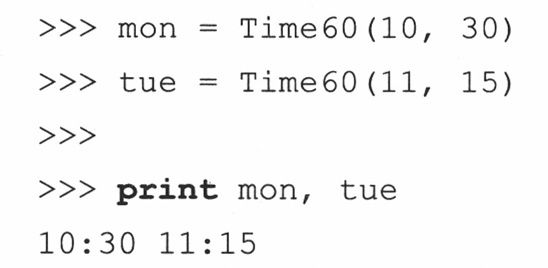 >>> mon = Time60(10, 30)
>>> tue = Time60(11, 15)
>>>
>>> print mon, tue
10:30 11:15